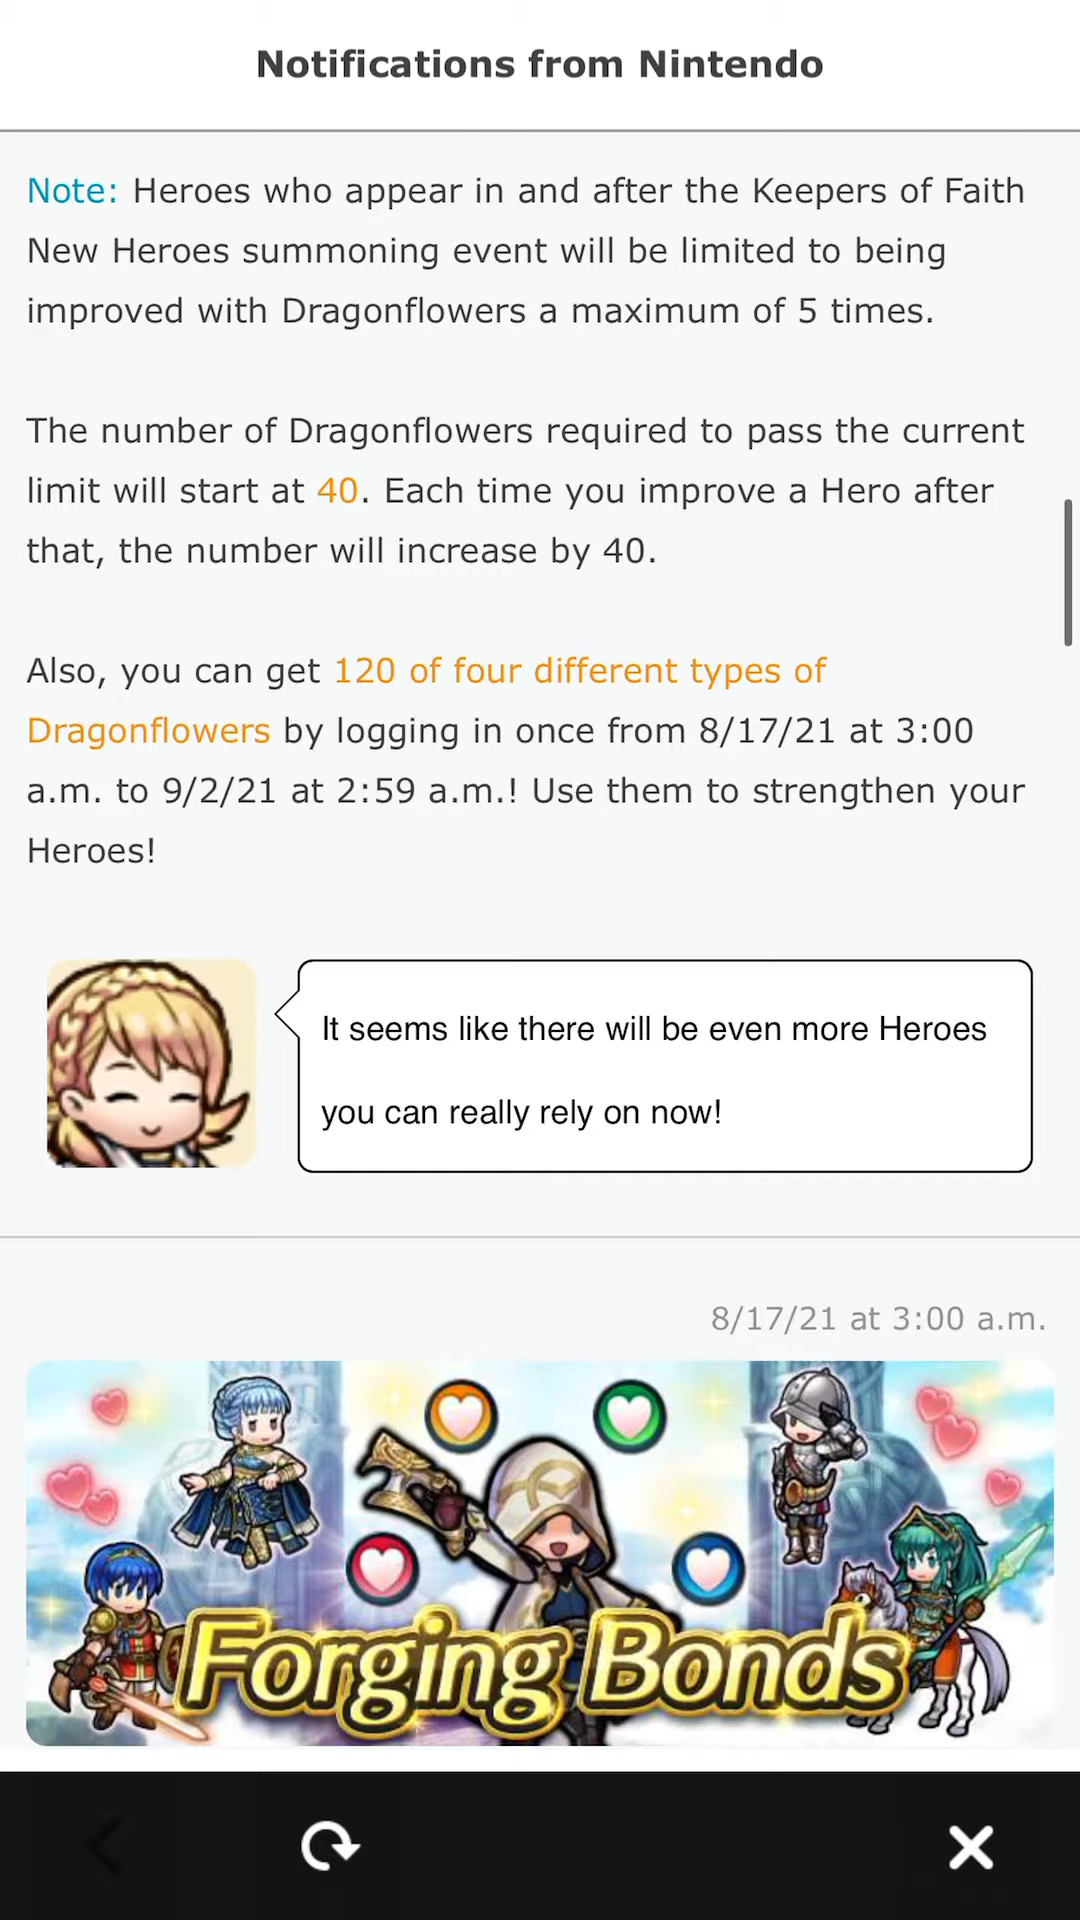 Notifications from Nintendo
Note: Heroes who appear in and after the Keepers of Faith
New Heroes summoning event will be limited to being
improved with Dragonflowers a maximum of 5 times.
The number of Dragonflowers required to pass the current
limit will start at 40. Each time you improve a Hero after
that, the number will increase by 40.
Also, you can get 120 of four different types of
Dragonflowers by logging in once from 8/17/21 at 3:00
a.m. to 9/2/21 at 2:59 a.m.! Use them to strengthen your
Heroes!
It seems like there will be even more Heroes
you can really rely on now!
8/17/21 at 3:00 a.m.
Forging Bonds